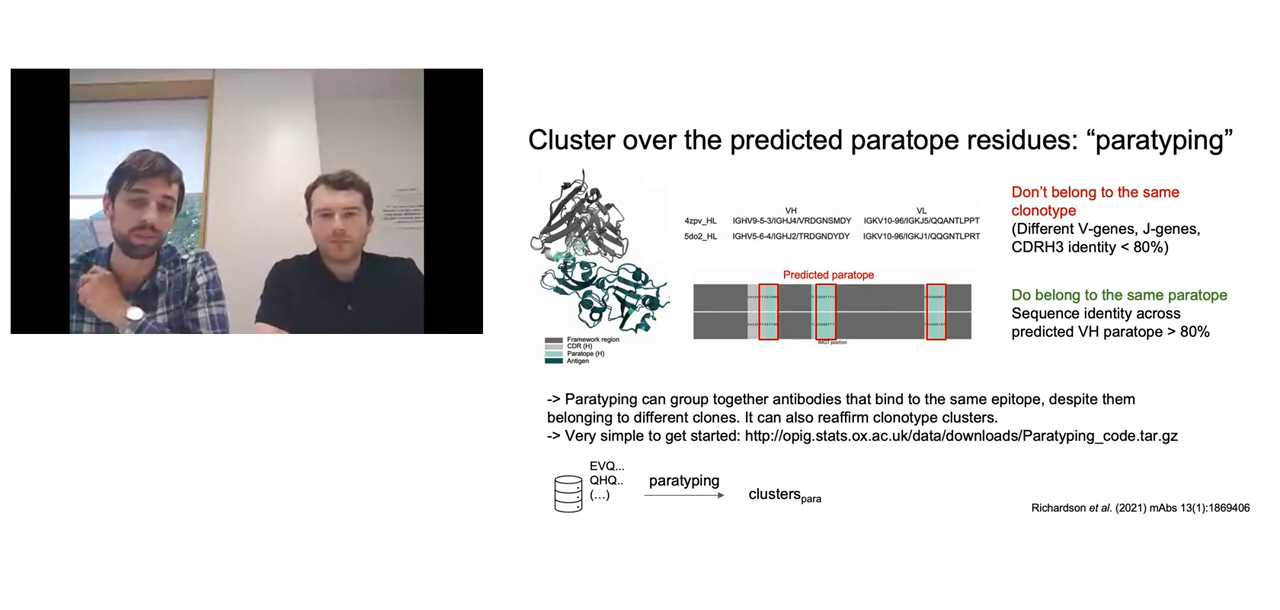 Cluster over the predicted paratope residues: “paratyping”
VH VL
4zpv_HL IGHV9-5-3/IGHJ4/VRDGNSMDY IGKV10-96/IGKJ5/QQANTLPPT
5do2_HL IGHV5-6-4/IGHJ2/TRDGNDYDY IGKV10-96/IGKJ1/QQGNTLPRT
Predicted paratope
IMGT position
Framework region
CDR (H)
Paratope (H)
Antigen
Don’t belong to the same
clonotype
(Different V-genes, J-genes,
CDRH3 identity < 80%)
Do belong to the same paratope
Sequence identity across
predicted VH paratope > 80%
-> Paratyping can group together antibodies that bind to the same epitope, despite them
belonging to different clones. It can also reaffirm clonotype clusters.
-> Very simple to get started: http://opig.stats.ox.ac.uk/data/downloads/Paratyping_code.tar.gz
EVQ...
QHQ..
(…)
paratyping
clusterspara
Richardson et al. (2021) mAbs 13(1):1869406